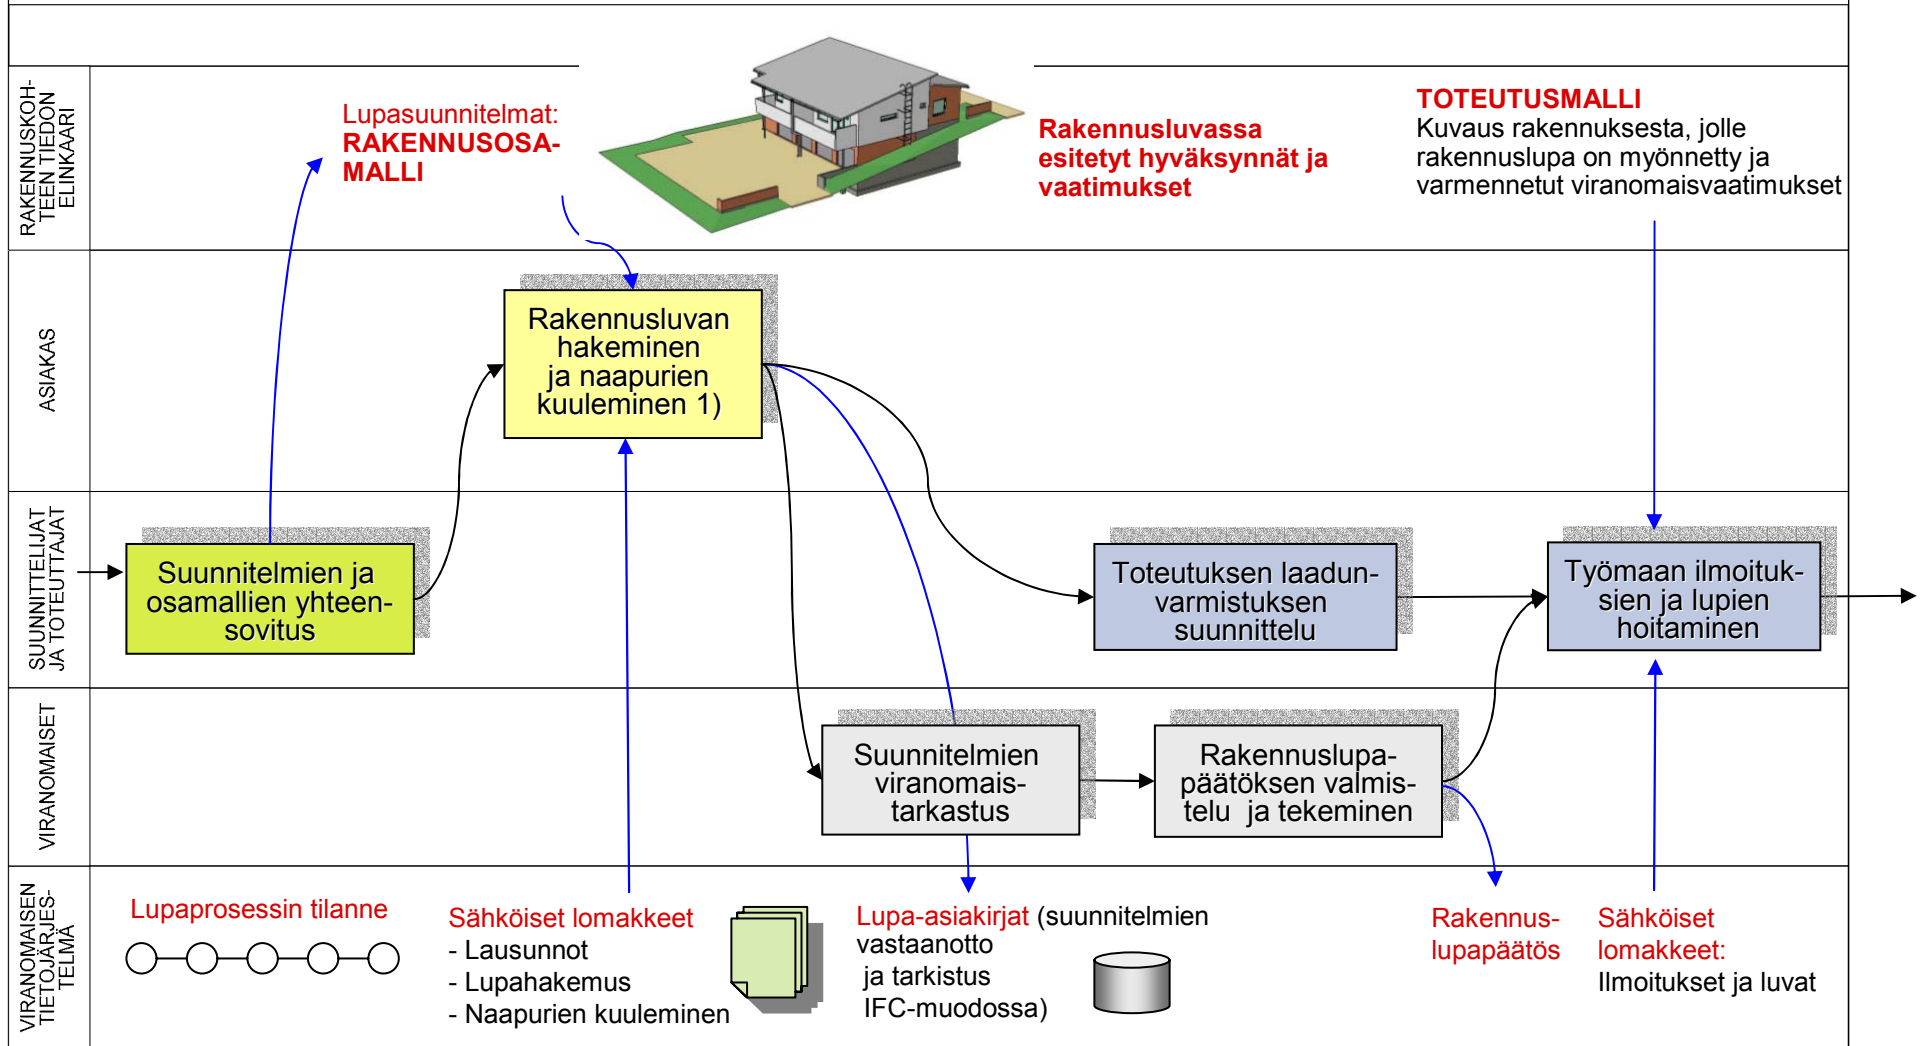 RAKENNUSKOH-
TEEN TIEDON
ELINKAARI
Lupasuunnitelmat:
RAKENNUSOSA-
MALLI
Rakennusluvassa
esitetyt hyväksynnät ja
vaatimukset
TOTEUTUSMALLI
Kuvaus rakennuksesta, jolle
rakennuslupa on myönnetty ja
varmennetut viranomaisvaatimukset
ASIAKAS
Rakennusluvan
hakeminen
ja naapurien
kuuleminen 1)
SUUNNITTELIJAT
JA TOTEUTTAJAT
Suunnitelmien ja
osamallien yhteen-
sovitus
Toteutuksen laadun-
varmistuksen
suunnittelu
Työmaan ilmoituk-
sien ja lupien
hoitaminen
VIRANOMAISET
Suunnitelmien
viranomais-
tarkastus
Rakennuslupa-
päätöksen valmis-
telu ja tekeminen
VIRANOMAISEN
TIETOJÄRJES-
TELMÄ
Lupaprosessin tilanne
Sähköiset lomakkeet
- Lausunnot
- Lupahakemus
- Naapurien kuuleminen
Lupa-asiakirjat (suunnitelmien
vastaanotto
ja tarkistus
IFC-muodossa)
Rakennus-
lupapäätös
Sähköiset
lomakkeet:
Ilmoitukset ja luvat